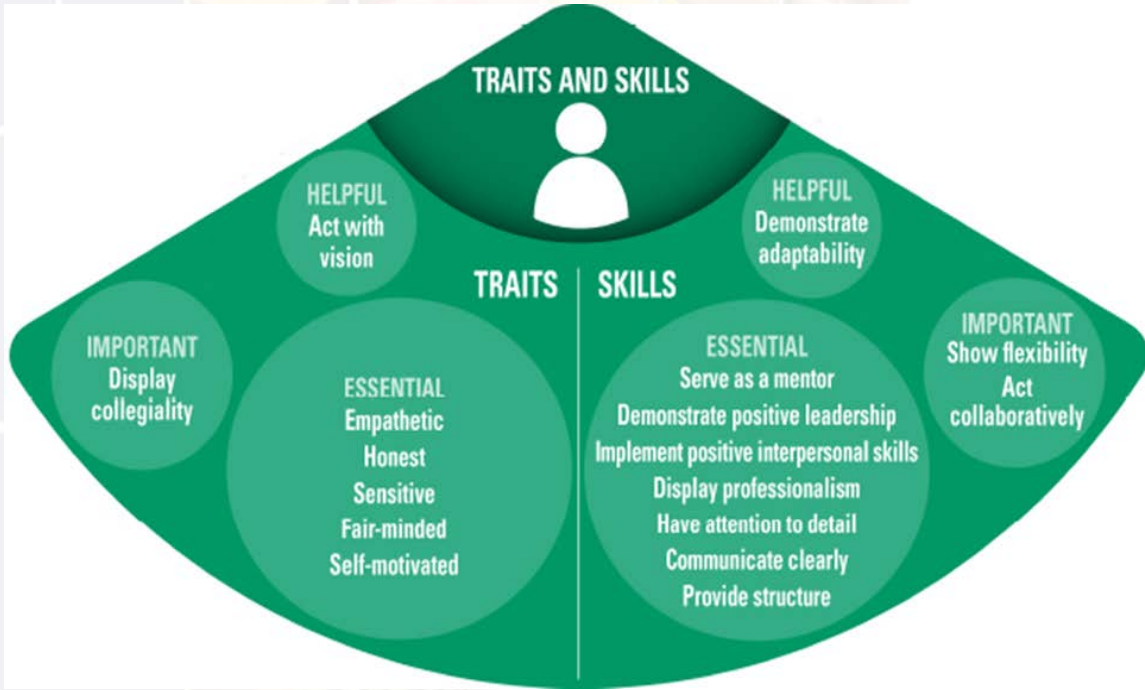 TRAITS AND SKILLS
HELPFUL
Act with
vision
HELPFUL
Demonstrate
adaptability
TRAITS
SKILLS
IMPORTANT
Display
collegiality
ESSENTIAL
Empathetic
Honest
Sensitive
Fair-minded
Self-motivated
ESSENTIAL
Serve as a mentor
Demonstrate positive leadership
Implement positive interpersonal skills
Display professionalism
Have attention to detail
Communicate clearly
Provide structure
IMPORTANT
Show flexibility
Act
collaboratively